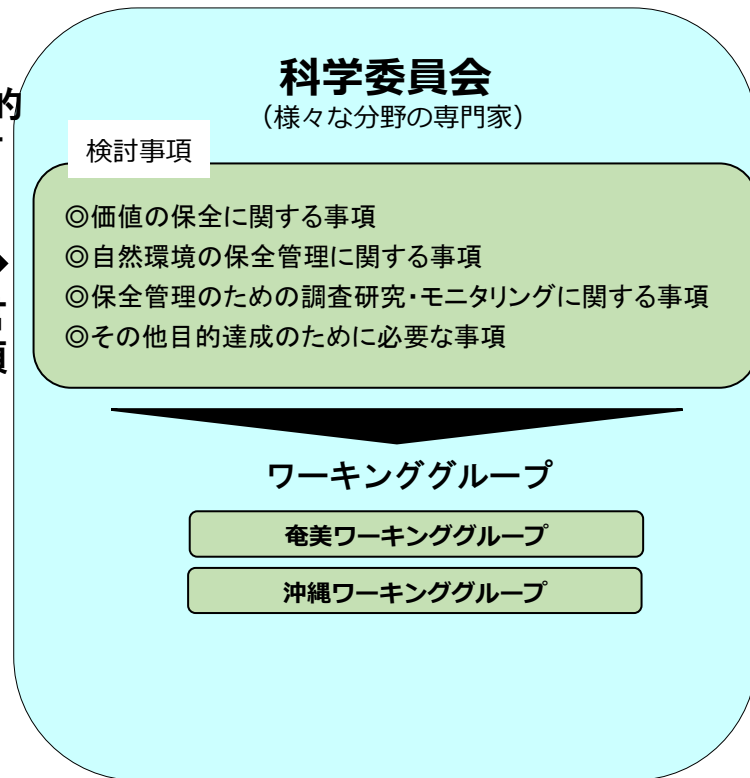 科学委員会
（様々な分野の専門家）
検討事項
◎価値の保全に関する事項
◎自然環境の保全管理に関する事項
◎保全管理のための調査研究・モニタリングに関する事項
◎その他目的達成のために必要な事項
ワーキンググループ
奄美ワーキンググループ
沖縄ワーキンググループ
的